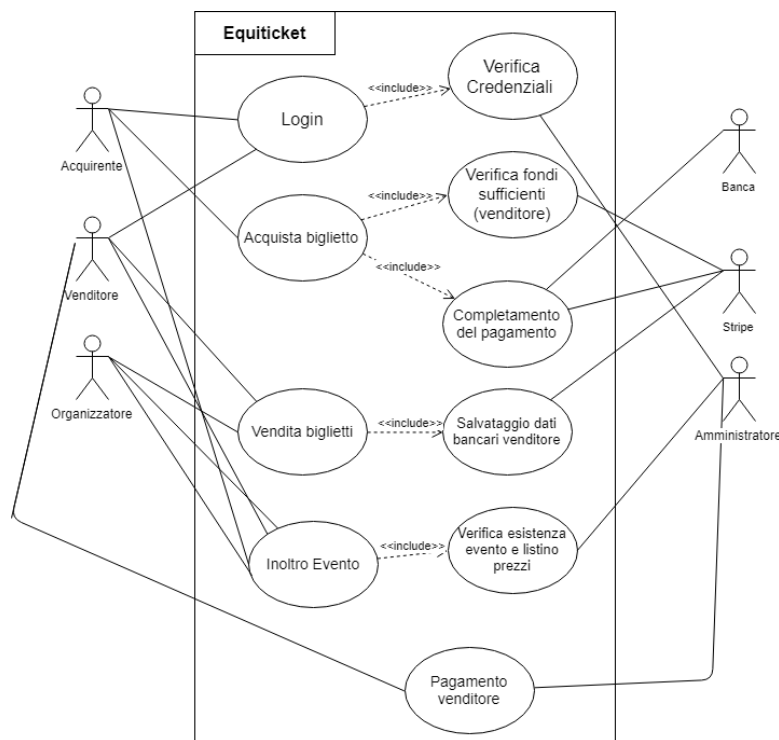 Equiticket
Acquirente
Venditore
Organizzatore
Login
<<include>>
Verifica
Credenziali
Acquista biglietto
<<include>>
Verifica fondi
sufficienti
(venditore)
<<include>>
Completamento
del pagamento
Vendita biglietti
<<include>>
Salvataggio dati
bancari venditore
Inoltro Evento
<<include>>
Verifica esistenza
evento e listino
prezzi
Pagamento
venditore
Banca
Stripe
Amministratore